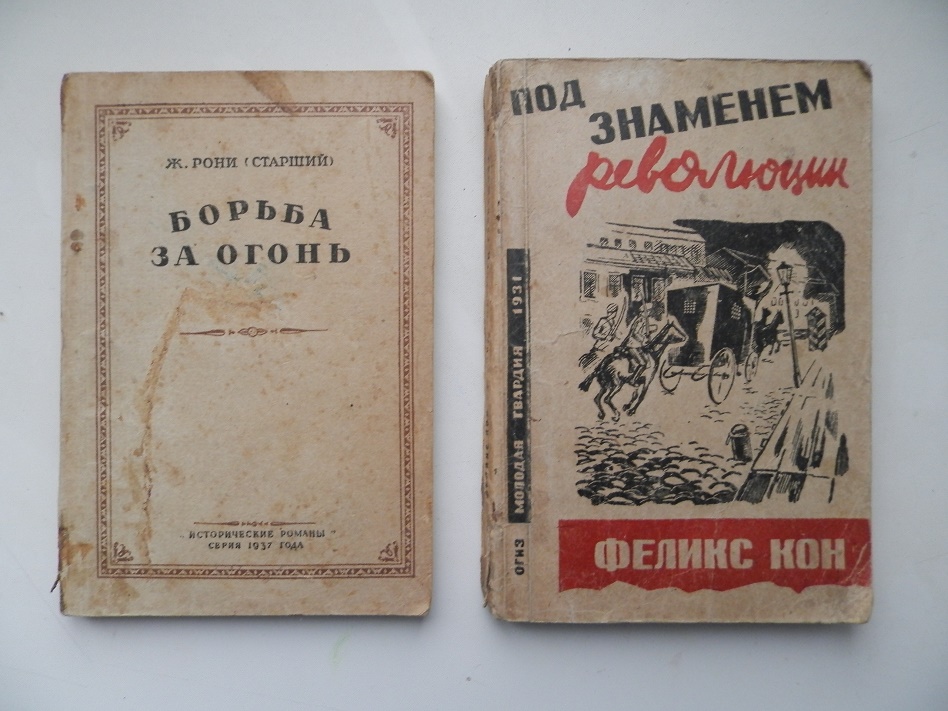 Ж. РОНИ (СТАРШИЙ)
БОРЬБА
ЗА ОГОНЬ
"ИСТОРИЧЕСКИЕ РОМАНЫ"
СЕРИЯ 1937 ГОДА
ПОД
ЗНАМЕНЕМ
революции
ОГИЗ МОЛОДАЯ ГВАРДИЯ 1931
ФЕЛИКС КОН